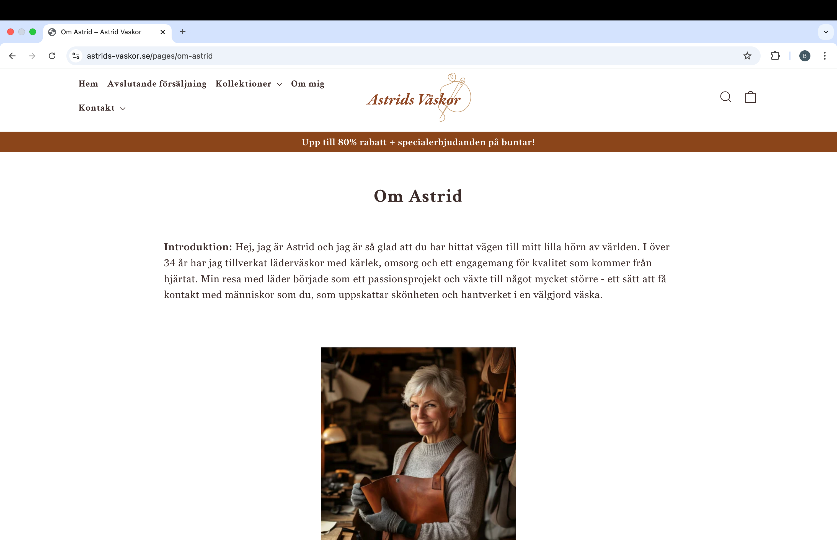 Om Astrid – Astrid Väskor
astrids-vaskor.se/pages/om-astrid
B
Hem Avslutande försäljning Kollektioner Om mig
Kontakt
Astrids Väskor
Upp till 80% rabatt + specialerbjudanden på buntar!
Om Astrid
Introduktion: Hej, jag är Astrid och jag är så glad att du har hittat vägen till mitt lilla hörn av världen. I över
34 år har jag tillverkat läderväskor med kärlek, omsorg och ett engagemang för kvalitet som kommer från
hjärtat. Min resa med läder började som ett passionsprojekt och växte till något mycket större - ett sätt att få
kontakt med människor som du, som uppskattar skönheten och hantverket i en välgjord väska.